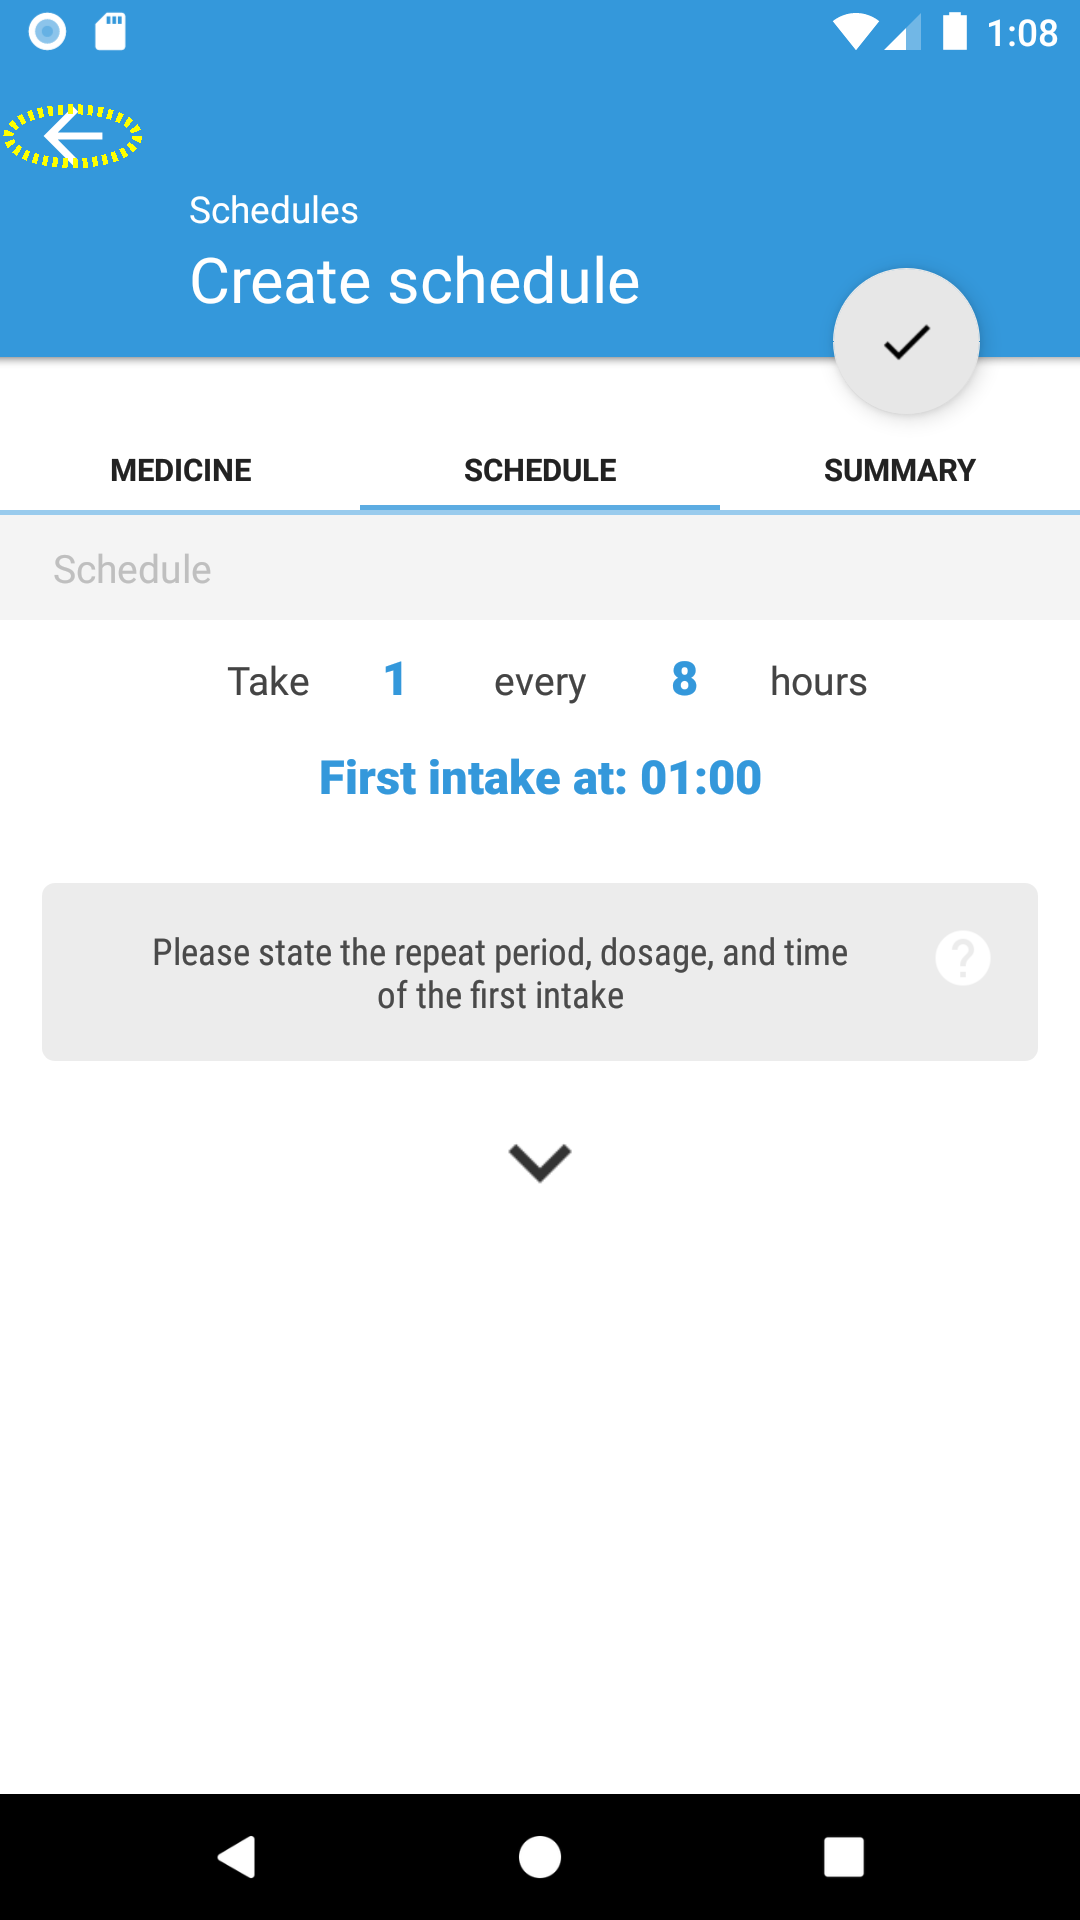 1:08
Schedules
Create schedule
MEDICINE SCHEDULE SUMMARY
Schedule
Take 1 every 8 hours
First intake at: 01:00
Please state the repeat period, dosage, and time
of the first intake
?